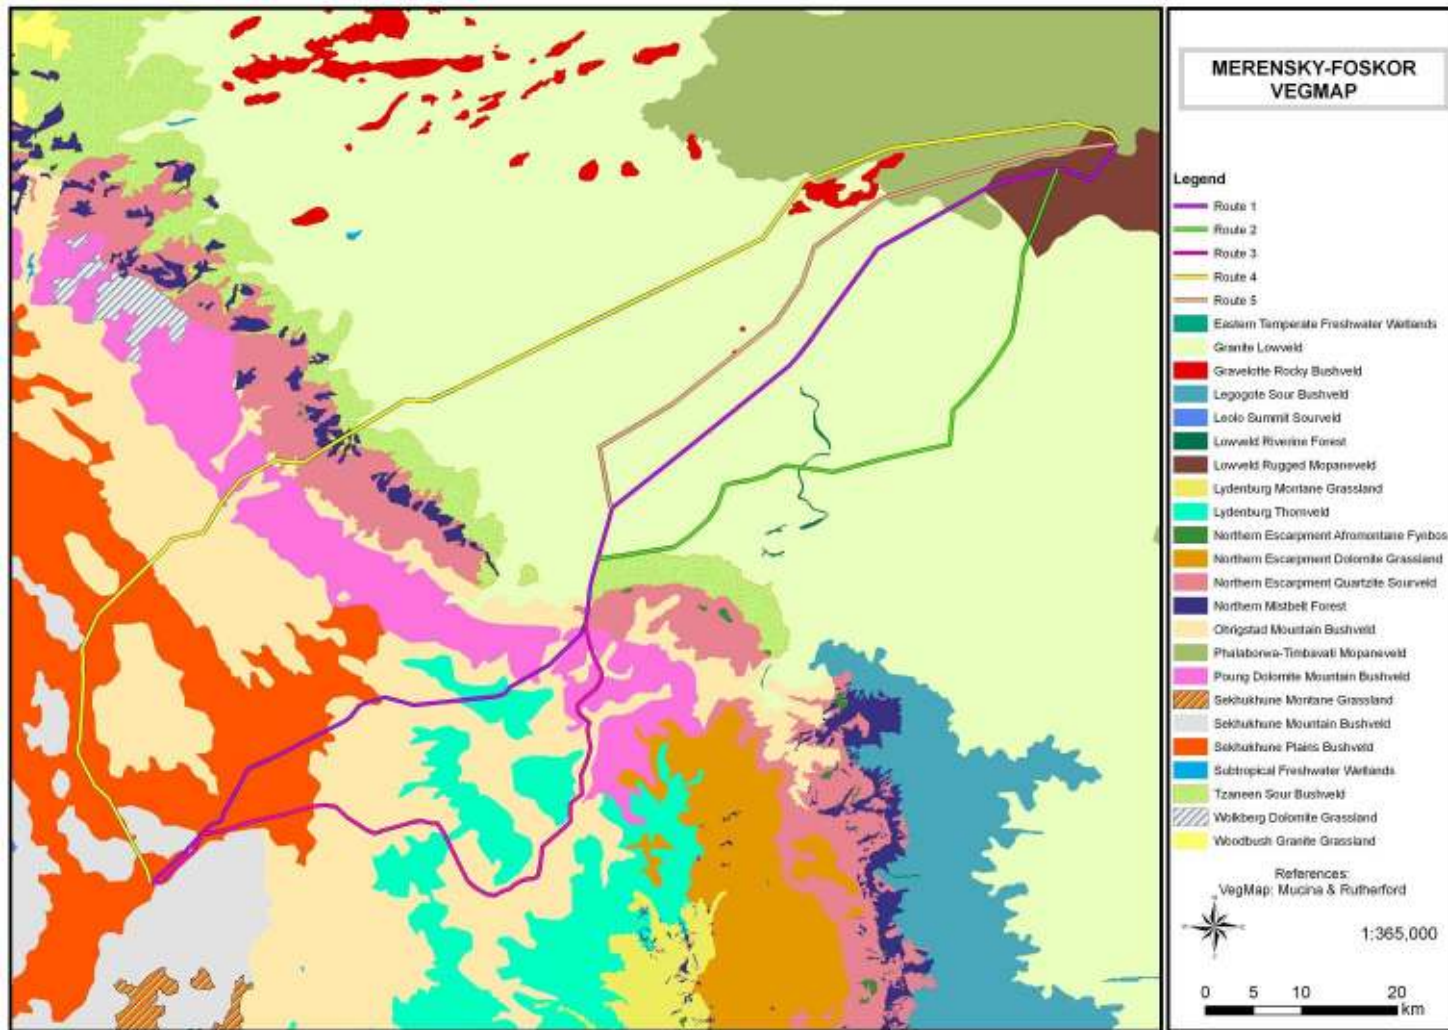 MERENSKY-FOSKOR
VEGMAP
Legend
Route 1
Route 2
Route 3
Route 4
Route 5
Eastern Temperate Freshwater Wetlands
Granite Lowveld
Gravelotte Rocky Bushveld
Legogote Sour Bushveld
Leolo Summit Sourveld
Lowveld Riverine Forest
Lowveld Rugged Mopaneveld
Lydenburg Montane Grassland
Lydenburg Thornveld
Northern Escarpment Afromontane Fynbos
Northern Escarpment Dolomite Grassland
Northern Escarpment Quartzite Sourveld
Northern Mistbelt Forest
Ohrigstad Mountain Bushveld
Phalaborwa-Timbavati Mopaneveld
Poung Dolomite Mountain Bushveld
Sekhukhune Montane Grassland
Sekhukhune Mountain Bushveld
Sekhukhune Plains Bushveld
Subtropical Freshwater Wetlands
Tzaneen Sour Bushveld
Wolkberg Dolomite Grassland
Woodbush Granite Grassland
References:
VegMap: Mucina & Rutherford
1:365,000
0 5 10 20
km